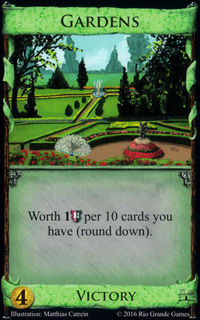 GARDENS
Worth 1 per 10 cards you
have (round down).
4
VICTORY
Illustration: Matthias Catrein
© 2016 Rio Grande Games